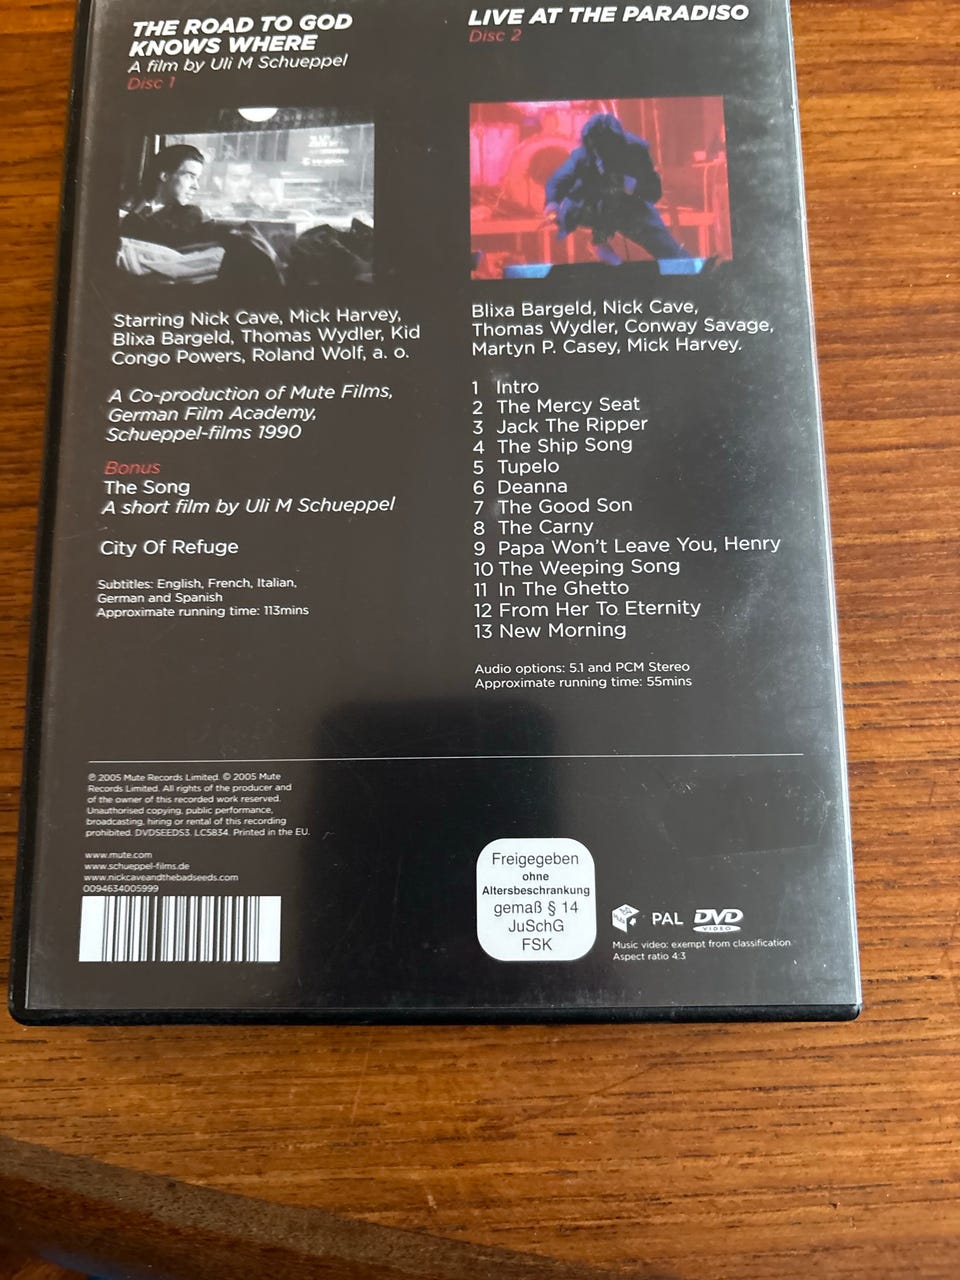 THE ROAD TO GOD
KNOWS WHERE
A film by Uli M Schueppel
Disc 1
Starring Nick Cave, Mick Harvey,
Blixa Bargeld, Thomas Wydler, Kid
Congo Powers, Roland Wolf, a. o.
A Co-production of Mute Films,
German Film Academy,
Schueppel-films 1990
Bonus
The Song
A short film by Uli M Schueppel
City Of Refuge
Subtitles: English, French, Italian,
German and Spanish
Approximate running time: 113mins
LIVE AT THE PARADISO
Disc 2
Blixa Bargeld, Nick Cave,
Thomas Wydler, Conway Savage,
Martyn P. Casey, Mick Harvey.
1 Intro
2 The Mercy Seat
3 Jack The Ripper
4 The Ship Song
5 Tupelo
6 Deanna
7 The Good Son
8 The Carny
9 Papa Won't Leave You, Henry
10 The Weeping Song
11 In The Ghetto
12 From Her To Eternity
13 New Morning
Audio options: 5.1 and PCM Stereo
Approximate running time: 55mins
℗ 2005 Mute Records Limited. © 2005 Mute
Records Limited. All rights of the producer and
of the owner of this recorded work reserved.
Unauthorised copying, public performance,
broadcasting, hiring or rental of this recording
prohibited. DVDSEEDS3. LC5834. Printed in the EU.
www.mute.com
www.schueppel-films.de
www.nickcaveandthebadseeds.com
0094634005999
Freigegeben
ohne
Altersbeschrankung
gemaß § 14
JuSchG
FSK
PAL DVD
VIDEO
Music video: exempt from classification
Aspect ratio 4:3